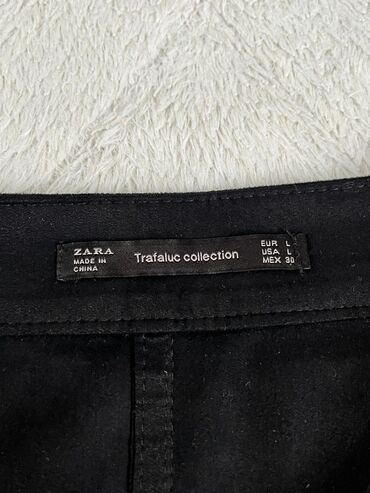 ZARA
MADE IN
CHINA
Trafaluc collection
EUR L
USA L
MEX 30